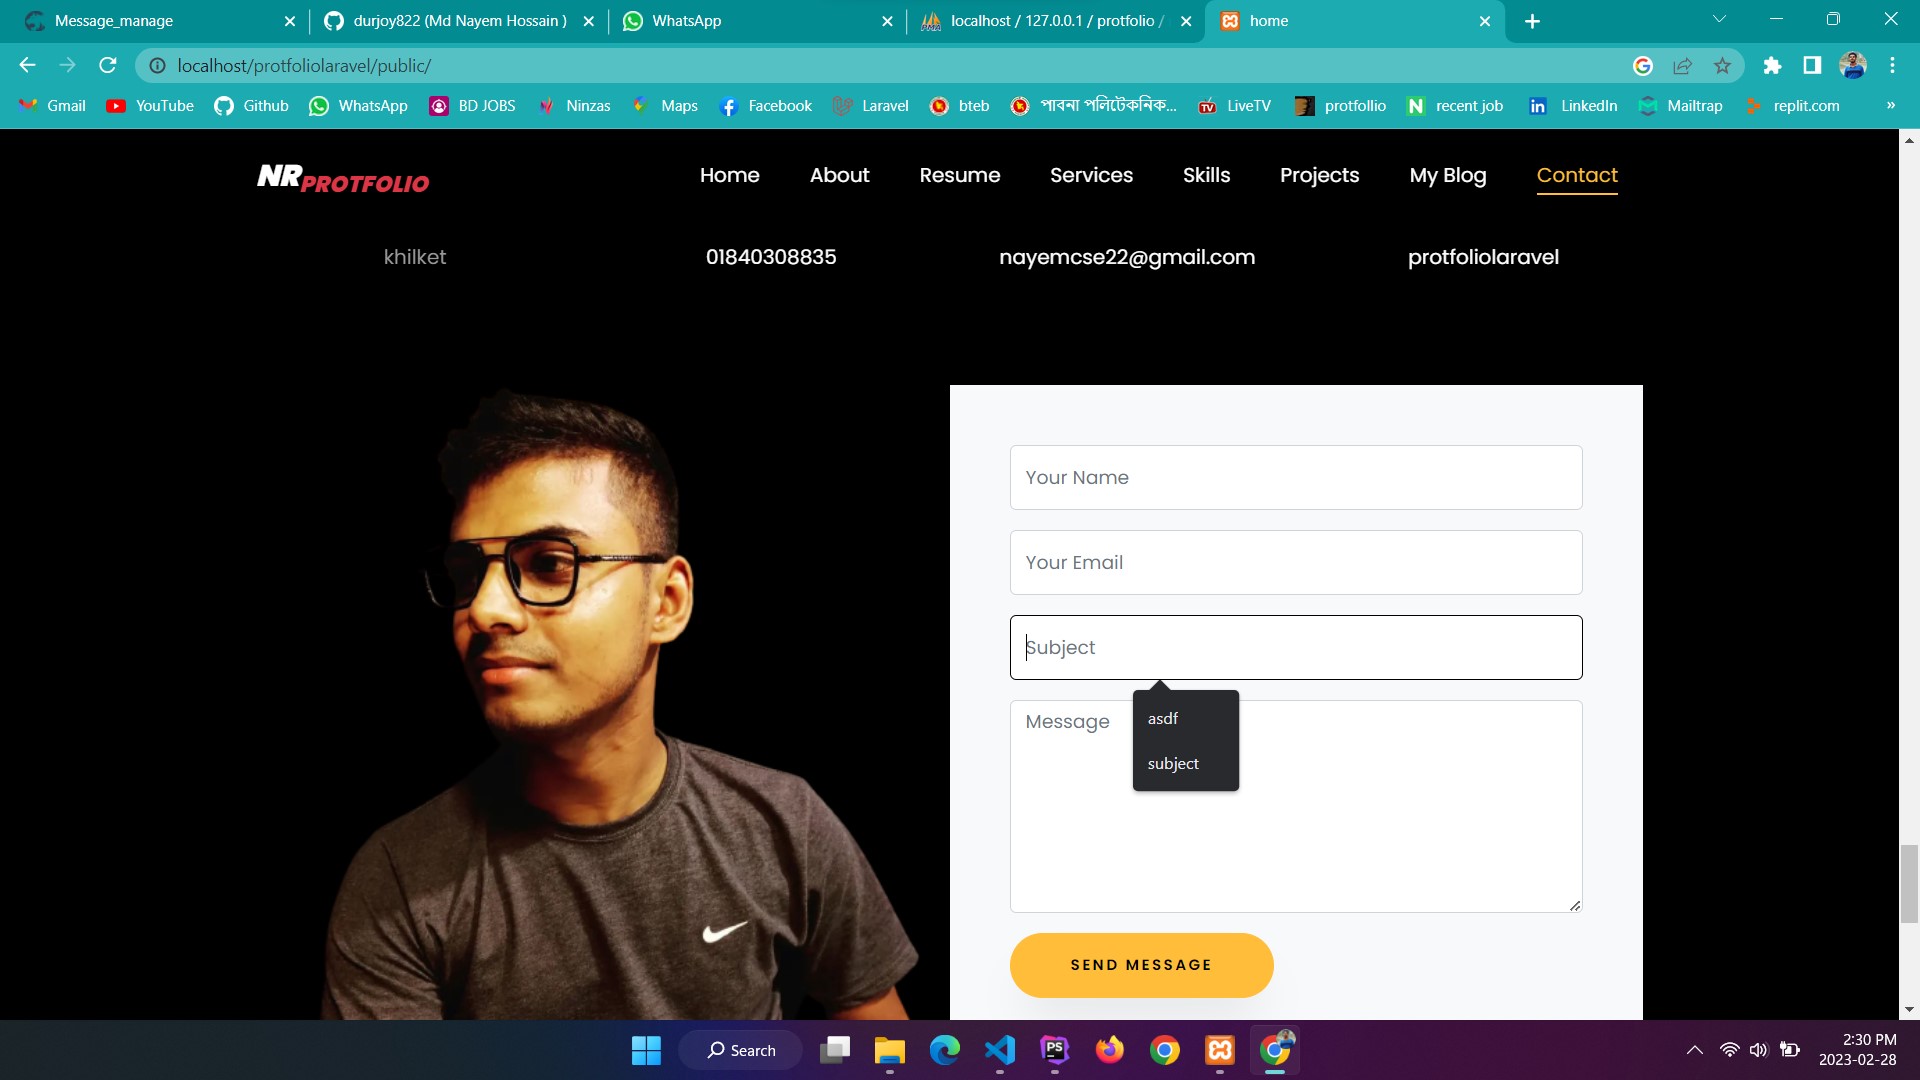 Message_manage
durjoy822 (Md Nayem Hossain )
WhatsApp
localhost / 127.0.0.1 / protfolio /
home
localhost/protfoliolaravel/public/
Gmail
YouTube
Github
WhatsApp
BD JOBS
Ninzas
Maps
Facebook
Laravel
bteb
পাবনা পলিটেকনিক...
LiveTV
protfollio
recent job
LinkedIn
Mailtrap
replit.com
»
NR PROTFOLIO
Home
About
Resume
Services
Skills
Projects
My Blog
Contact
khilket
01840308835
nayemcse22@gmail.com
protfoliolaravel
Your Name
Your Email
Subject
asdf
subject
Message
SEND MESSAGE
Search
PS
2:30 PM
2023-02-28